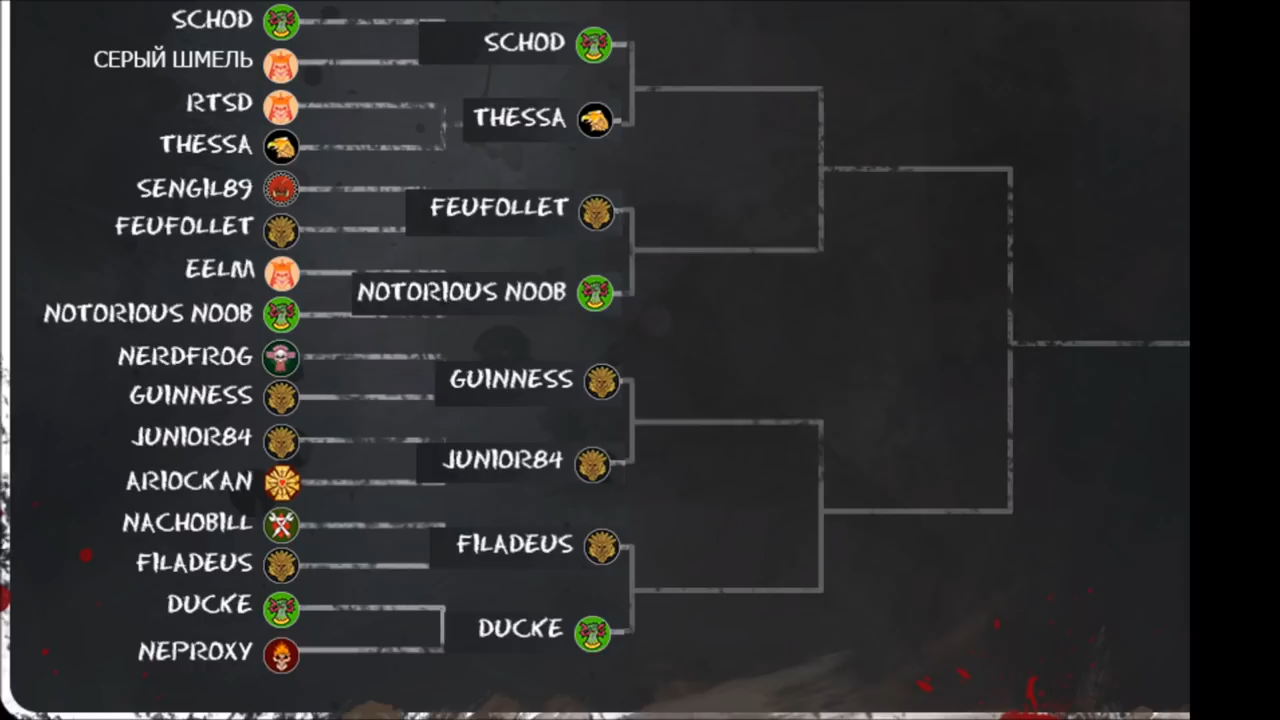 SCHOD
СЕРЫЙ ШМЕЛЬ
RTSD
THESSA
SENGIL89
FEUFOLLET
EELM
NOTORIOUS NOOB
NERDFROG
GUINNESS
JUNIOR84
ARIOCKAN
NACHOBILL
FILADEUS
DUCKE
NEPROXY
SCHOD
THESSA
FEUFOLLET
NOTORIOUS NOOB
GUINNESS
JUNIOR84
FILADEUS
DUCKE